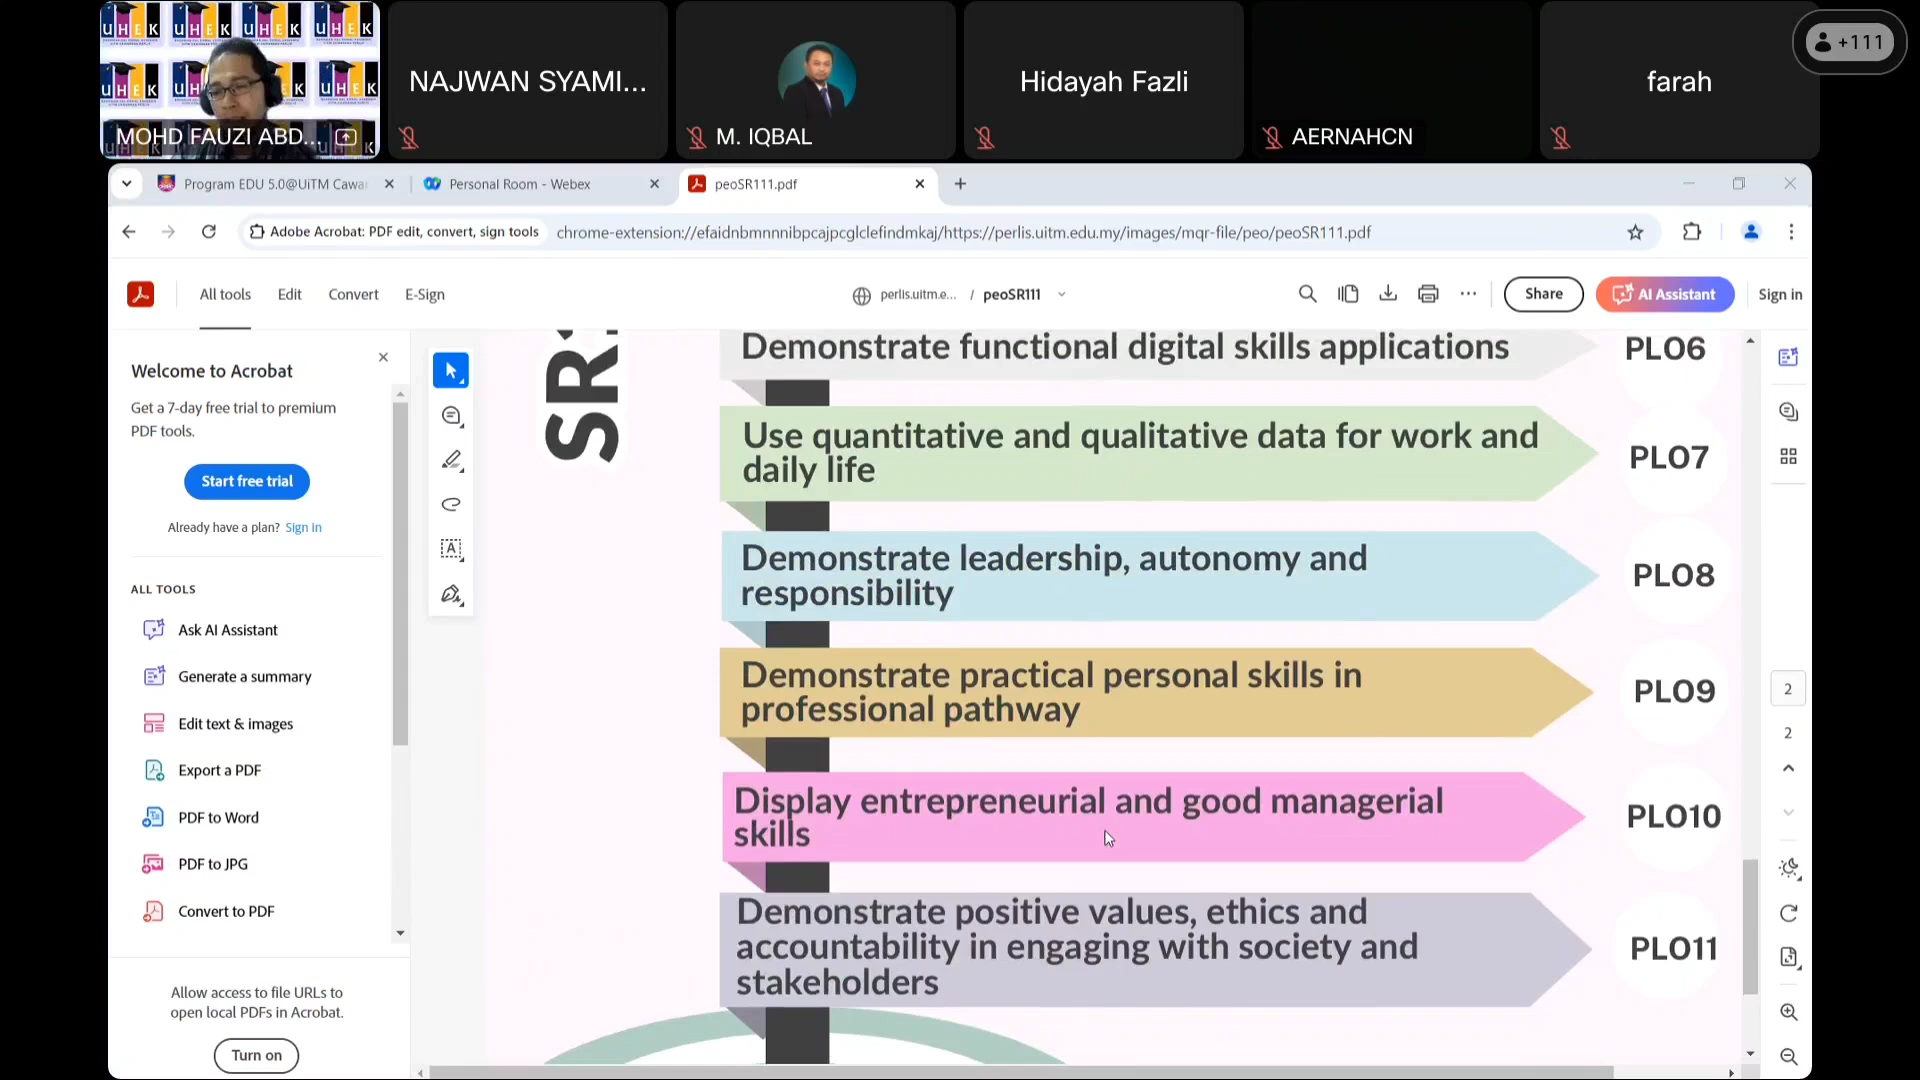 UHEK UHEK UHEK UHEK
MOHD FAUZI ABD...
NAJWAN SYAMI...
M. IQBAL
Hidayah Fazli
AERNAHCN
farah
+111
Program EDU 5.0@UiTM Cawa
Personal Room - Webex
peoSR111.pdf
Adobe Acrobat: PDF edit, convert, sign tools
chrome-extension://efaidnbmnnnibpcajpcglclefindmkaj/https://perlis.uitm.edu.my/images/mqr-file/peo/peoSR111.pdf
All tools
Edit
Convert
E-Sign
perlis.uitm.e... / peoSR111
Share
AI Assistant
Sign in
Welcome to Acrobat
Get a 7-day free trial to premium
PDF tools.
Start free trial
Already have a plan? Sign in
ALL TOOLS
Ask AI Assistant
Generate a summary
Edit text & images
Export a PDF
PDF to Word
PDF to JPG
Convert to PDF
Allow access to file URLs to
open local PDFs in Acrobat.
Turn on
SR
Demonstrate functional digital skills applications
PLO6
Use quantitative and qualitative data for work and
daily life
PLO7
Demonstrate leadership, autonomy and
responsibility
PLO8
Demonstrate practical personal skills in
professional pathway
PLO9
Display entrepreneurial and good managerial
skills
PLO10
Demonstrate positive values, ethics and
accountability in engaging with society and
stakeholders
PLO11
2
2